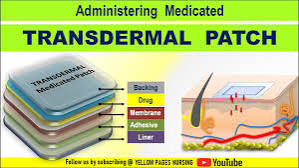 Administering Medicated
TRANSDERMAL PATCH
TRANSDERMAL
Medicated Patch
Backing
Drug
Membrane
Adhesive
Liner
Follow us by subscribing @ YELLOW PAGES NURSING
YouTube